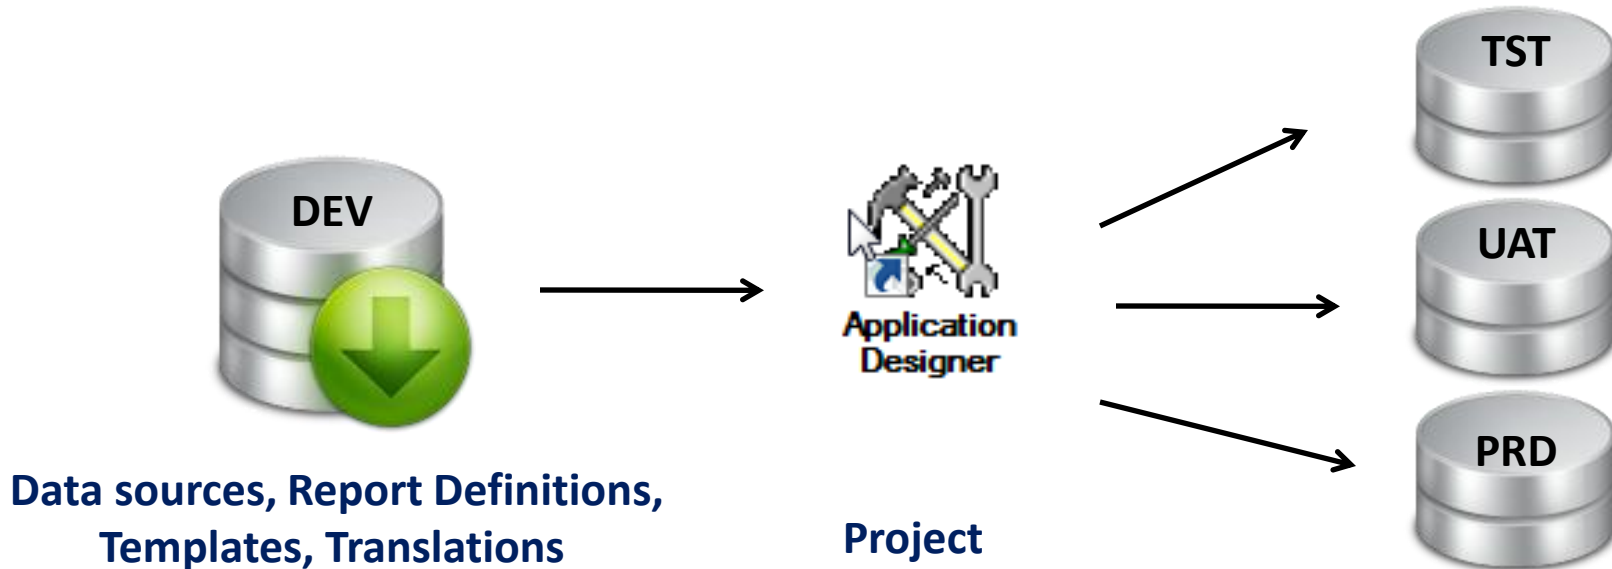 DEV
Data sources, Report Definitions,
Templates, Translations
Application
Designer
Project
TST
UAT
PRD